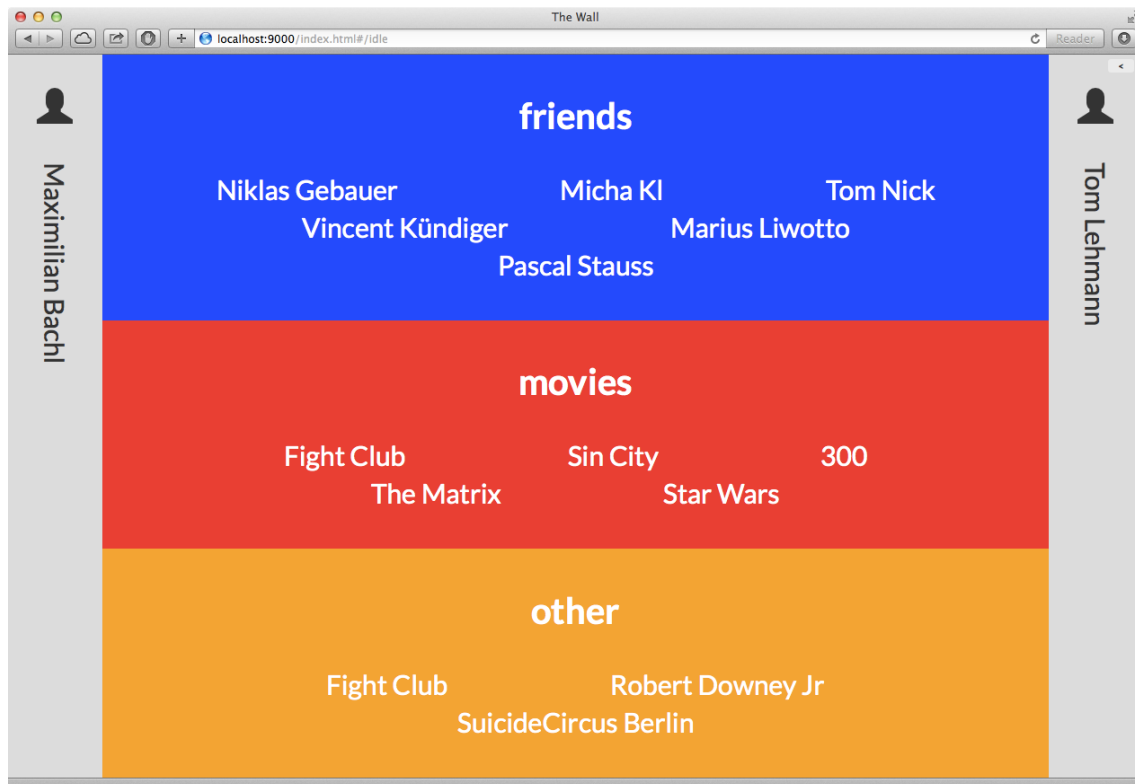 The Wall
localhost:9000/index.html#/idle
Reader
<
Maximilian Bachl
friends
Niklas Gebauer Micha Kl Tom Nick
Vincent Kündiger Marius Liwotto
Pascal Stauss
movies
Fight Club Sin City 300
The Matrix Star Wars
other
Fight Club Robert Downey Jr
SuicideCircus Berlin
Tom Lehmann